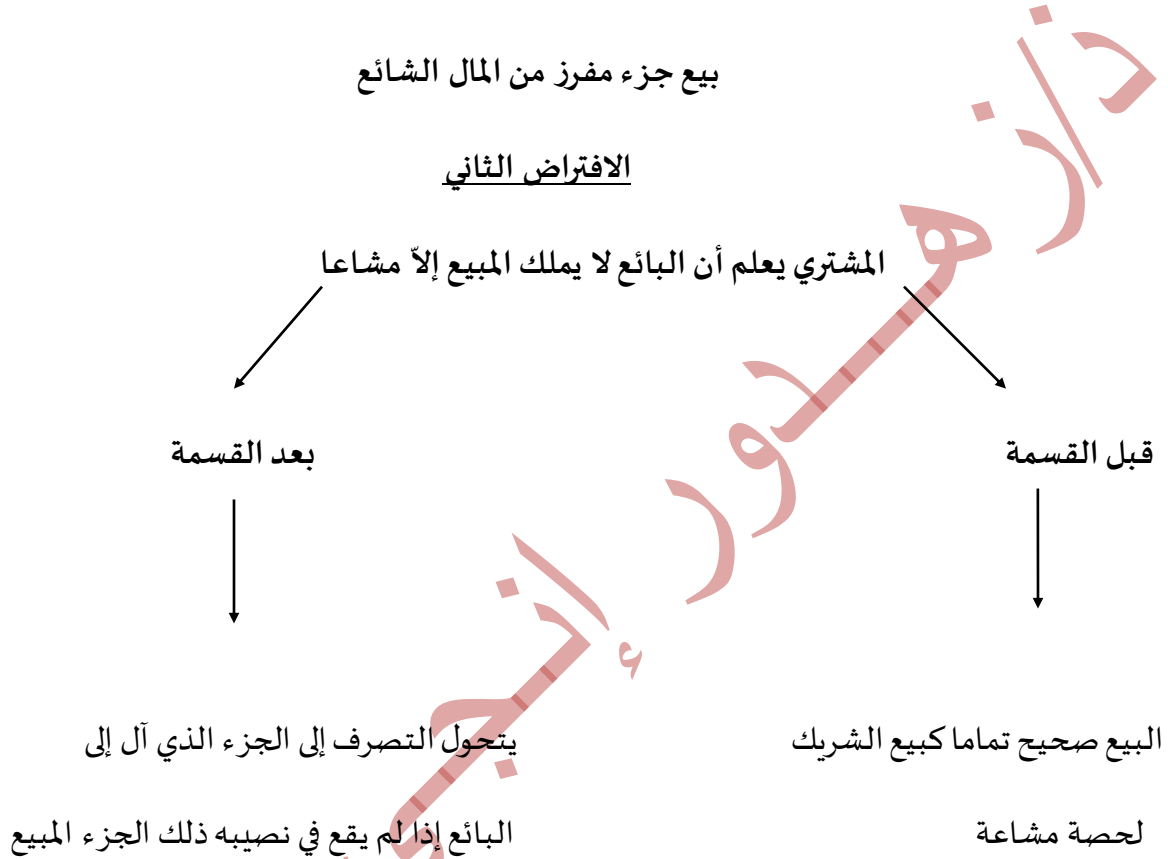 بيع جزء مفرز من المال الشائع
الافتراض الثاني
المشتري يعلم أن البائع لا يملك المبيع إلاّ مشاعا
قبل القسمة
بعد القسمة
البيع صحيح تماما كبيع الشريك
لحصة مشاعة
يتحول التصرف إلى الجزء الذي آل إلى
البائع إذا لم يقع في نصيبه ذلك الجزء المبيع